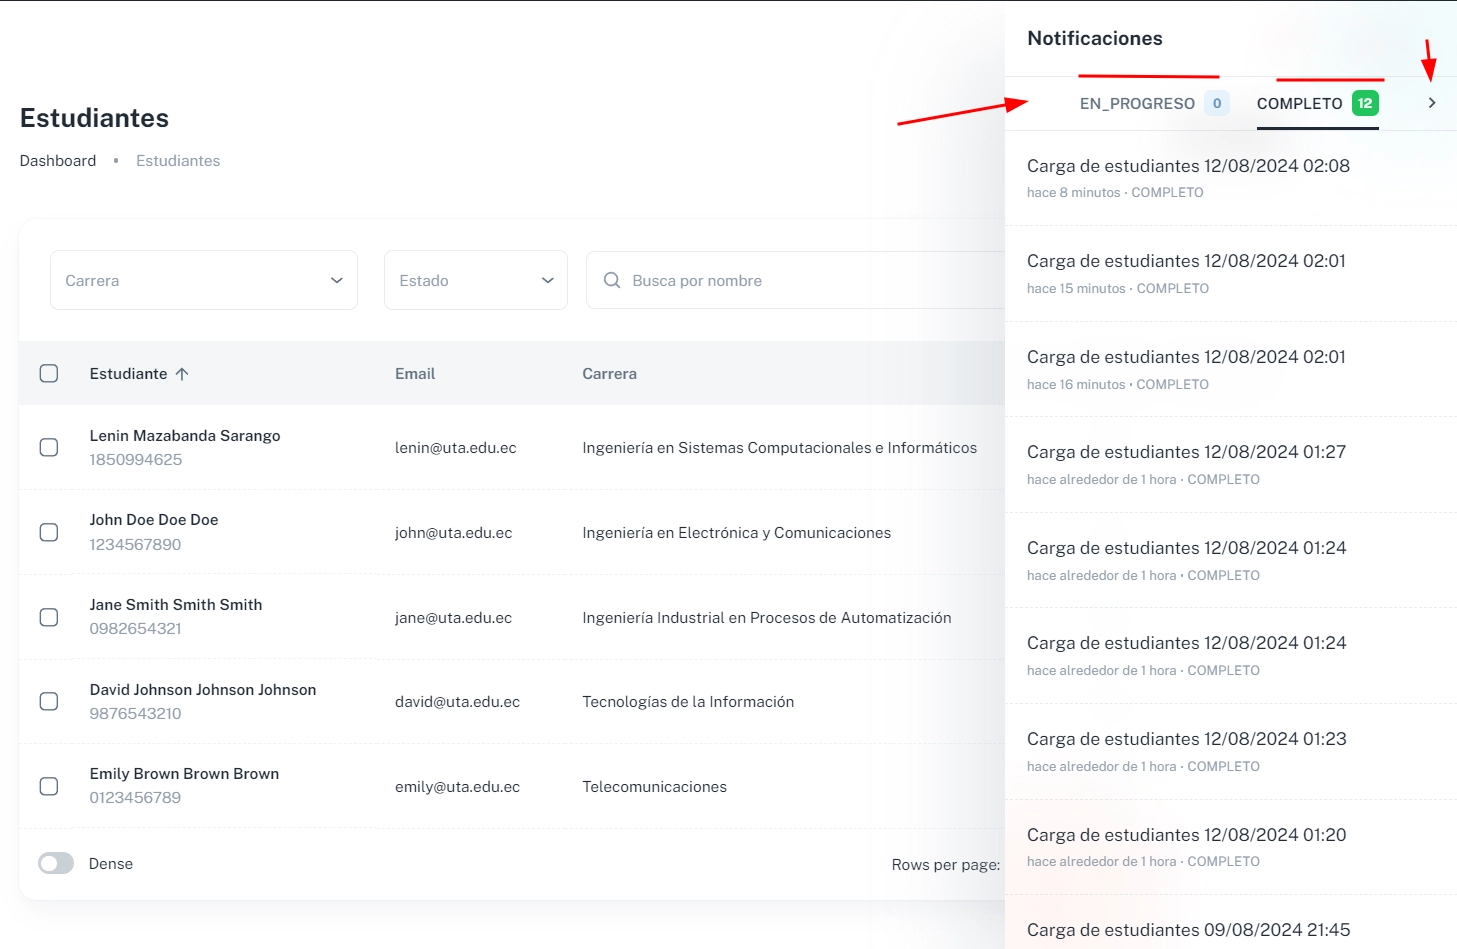 Estudiantes
Dashboard • Estudiantes
Carrera
Estado
Busca por nombre
Estudiante
Email
Carrera
Lenin Mazabanda Sarango
1850994625
lenin@uta.edu.ec
Ingeniería en Sistemas Computacionales e Informáticos
John Doe Doe Doe
1234567890
john@uta.edu.ec
Ingeniería en Electrónica y Comunicaciones
Jane Smith Smith Smith
0982654321
jane@uta.edu.ec
Ingeniería Industrial en Procesos de Automatización
David Johnson Johnson Johnson
9876543210
david@uta.edu.ec
Tecnologías de la Información
Emily Brown Brown Brown
0123456789
emily@uta.edu.ec
Telecomunicaciones
Dense
Rows per page:
Notificaciones
EN_PROGRESO 0
COMPLETO 12
Carga de estudiantes 12/08/2024 02:08
hace 8 minutos • COMPLETO
Carga de estudiantes 12/08/2024 02:01
hace 15 minutos • COMPLETO
Carga de estudiantes 12/08/2024 02:01
hace 16 minutos • COMPLETO
Carga de estudiantes 12/08/2024 01:27
hace alrededor de 1 hora • COMPLETO
Carga de estudiantes 12/08/2024 01:24
hace alrededor de 1 hora • COMPLETO
Carga de estudiantes 12/08/2024 01:24
hace alrededor de 1 hora • COMPLETO
Carga de estudiantes 12/08/2024 01:23
hace alrededor de 1 hora • COMPLETO
Carga de estudiantes 12/08/2024 01:20
hace alrededor de 1 hora • COMPLETO
Carga de estudiantes 09/08/2024 21:45